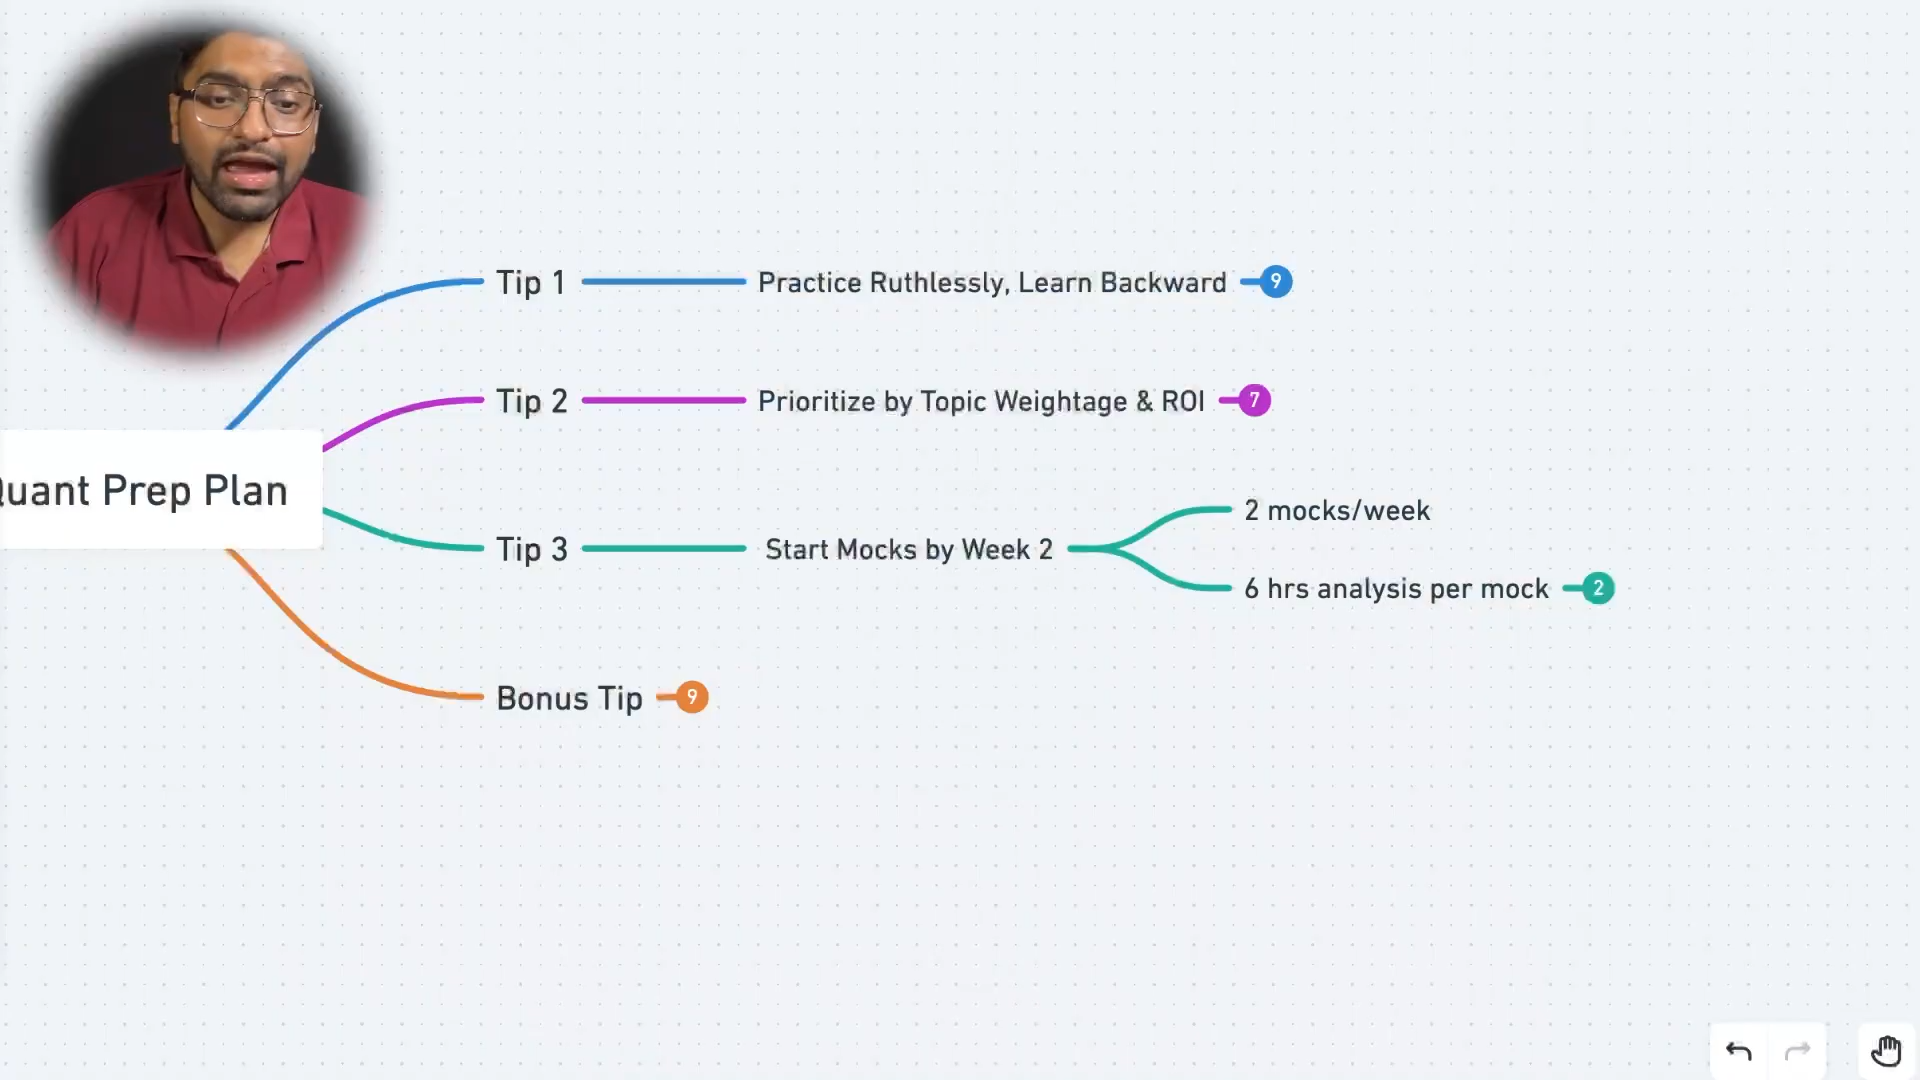 Tip 1
Practice Ruthlessly, Learn Backward
9
Tip 2
Prioritize by Topic Weightage & ROI
7
Quant Prep Plan
Tip 3
Start Mocks by Week 2
2 mocks/week
6 hrs analysis per mock
2
Bonus Tip
9